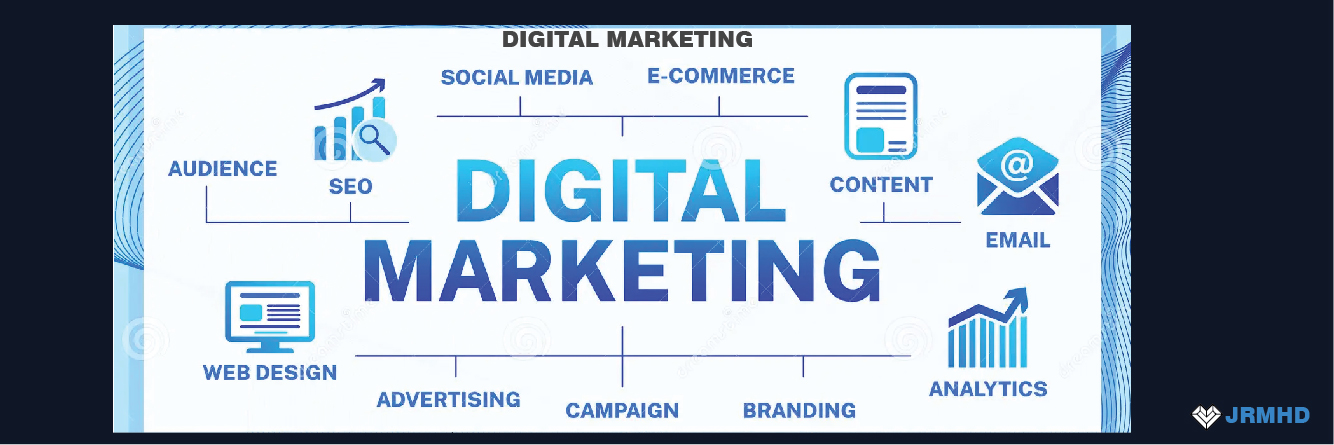 DIGITAL MARKETING
SOCIAL MEDIA
E-COMMERCE
AUDIENCE
SEO
CONTENT
@
EMAIL
DIGITAL
MARKETING
WEB DESIGN
ADVERTISING
CAMPAIGN
BRANDING
ANALYTICS
JRMHD